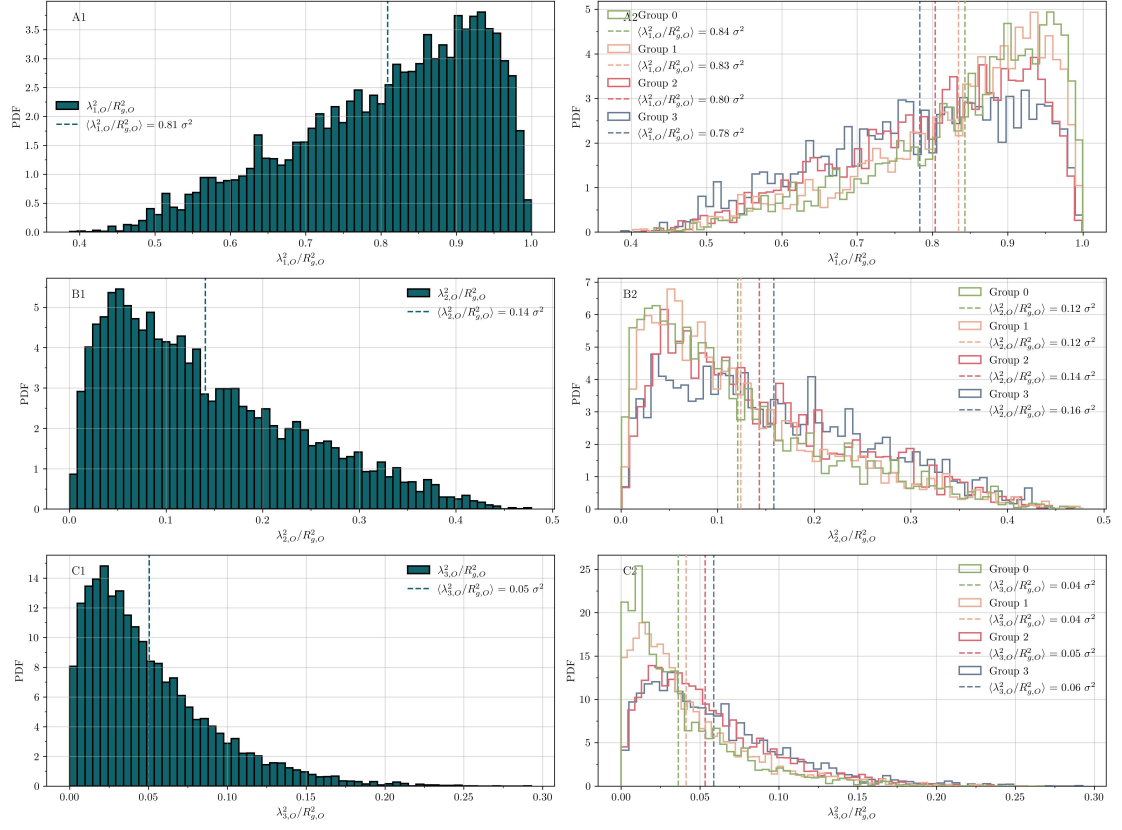 A1
PDF
3.5
3.0
2.5
2.0
1.5
1.0
0.5
0.0
λ²₁,O/R²g,O
⟨λ²₁,O/R²g,O⟩ = 0.81 σ²
0.4 0.5 0.6 0.7 0.8 0.9 1.0
λ²₁,O/R²g,O
A2
PDF
5
4
3
2
1
0
Group 0
⟨λ²₁,O/R²g,O⟩ = 0.84 σ²
Group 1
⟨λ²₁,O/R²g,O⟩ = 0.83 σ²
Group 2
⟨λ²₁,O/R²g,O⟩ = 0.80 σ²
Group 3
⟨λ²₁,O/R²g,O⟩ = 0.78 σ²
0.4 0.5 0.6 0.7 0.8 0.9 1.0
λ²₁,O/R²g,O
B1
PDF
5
4
3
2
1
0
λ²₂,O/R²g,O
⟨λ²₂,O/R²g,O⟩ = 0.14 σ²
0.0 0.1 0.2 0.3 0.4 0.5
λ²₂,O/R²g,O
B2
PDF
7
6
5
4
3
2
1
0
Group 0
⟨λ²₂,O/R²g,O⟩ = 0.12 σ²
Group 1
⟨λ²₂,O/R²g,O⟩ = 0.12 σ²
Group 2
⟨λ²₂,O/R²g,O⟩ = 0.14 σ²
Group 3
⟨λ²₂,O/R²g,O⟩ = 0.16 σ²
0.0 0.1 0.2 0.3 0.4 0.5
λ²₂,O/R²g,O
C1
PDF
14
12
10
8
6
4
2
0
λ²₃,O/R²g,O
⟨λ²₃,O/R²g,O⟩ = 0.05 σ²
0.00 0.05 0.10 0.15 0.20 0.25 0.30
λ²₃,O/R²g,O
C2
PDF
25
20
15
10
5
0
Group 0
⟨λ²₃,O/R²g,O⟩ = 0.04 σ²
Group 1
⟨λ²₃,O/R²g,O⟩ = 0.04 σ²
Group 2
⟨λ²₃,O/R²g,O⟩ = 0.05 σ²
Group 3
⟨λ²₃,O/R²g,O⟩ = 0.06 σ²
0.00 0.05 0.10 0.15 0.20 0.25 0.30
λ²₃,O/R²g,O